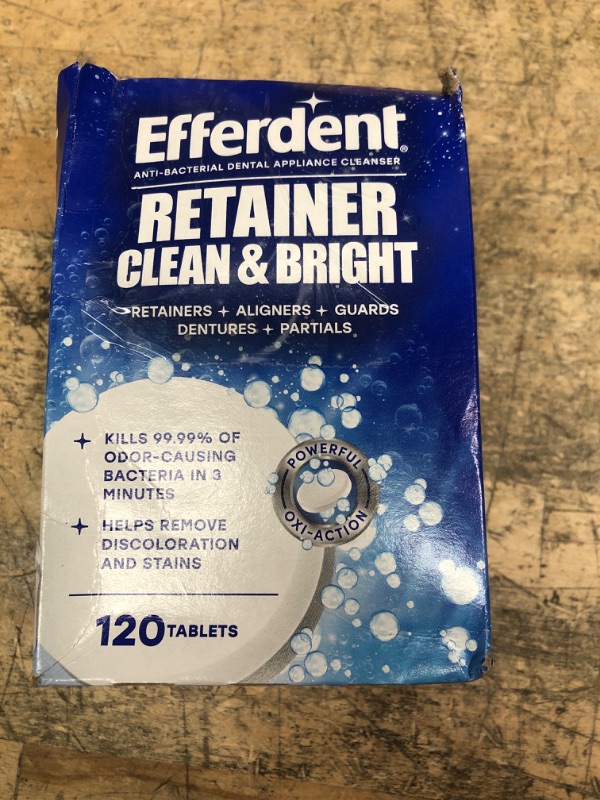 Efferdent®
ANTI-BACTERIAL DENTAL APPLIANCE CLEANSER
RETAINER
CLEAN & BRIGHT
RETAINERS + ALIGNERS + GUARDS
DENTURES + PARTIALS
KILLS 99.99% OF
ODOR-CAUSING
BACTERIA IN 3
MINUTES
HELPS REMOVE
DISCOLORATION
AND STAINS
POWERFUL
OXI-ACTION
120 TABLETS